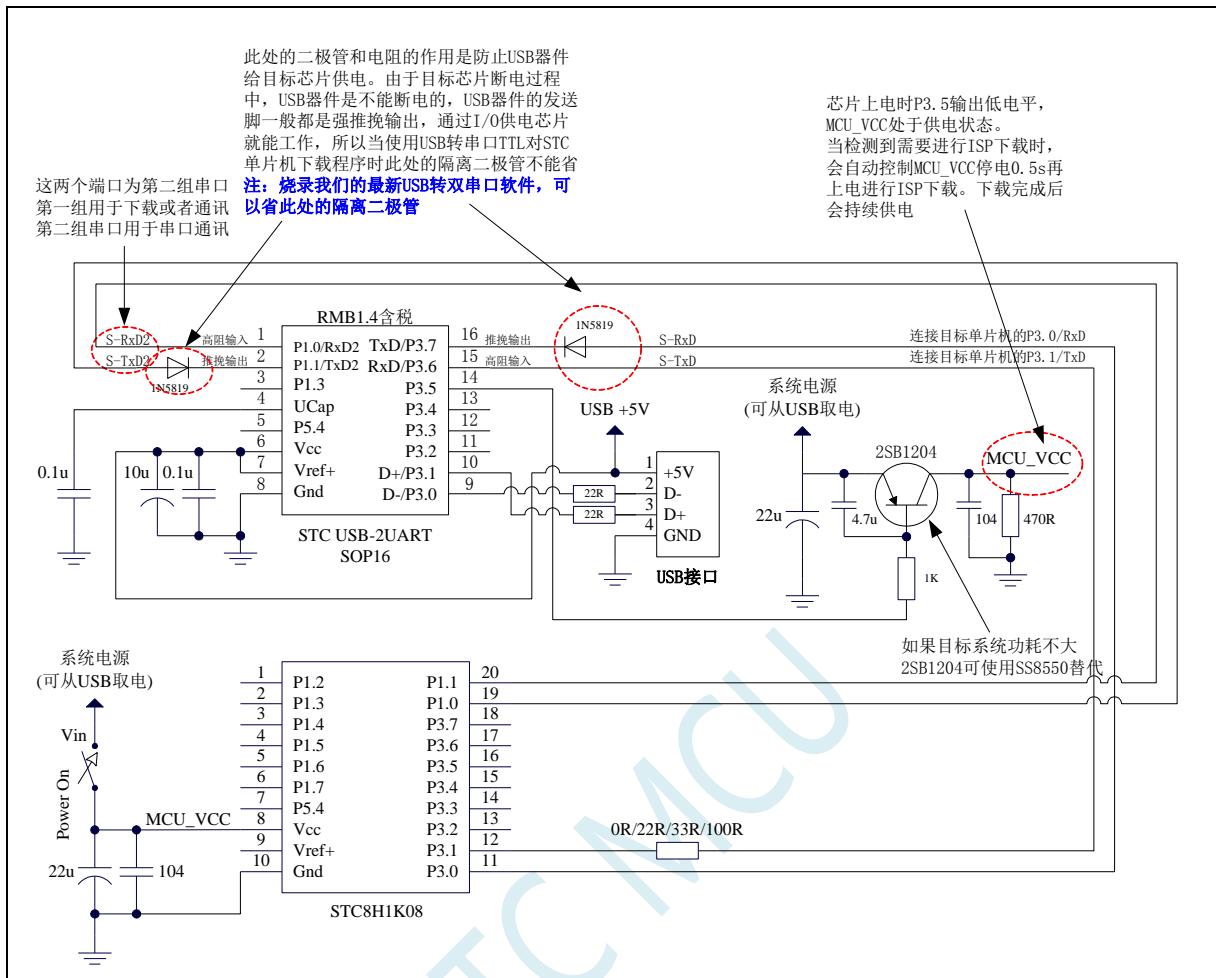 此处的二极管和电阻的作用是防止USB器件
给目标芯片供电。由于目标芯片断电过程
中,USB器件是不能断电的,USB器件的发送
脚一般都是强推挽输出,通过I/O供电芯片
就能工作,所以当使用USB转串口TTL对STC
单片机下载程序时此处的隔离二极管不能省
注:烧录我们的最新USB转双串口软件,可
以省此处的隔离二极管
芯片上电时P3.5输出低电平,
MCU_VCC处于供电状态。
当检测到需要进行ISP下载时,
会自动控制MCU_VCC停电0.5s再
上电进行ISP下载。下载完成后
会持续供电
这两个端口为第二组串口
第一组用于下载或者通讯
第二组串口用于串口通讯
RMB1.4含税
S-RxD2
高阻输入
1
P1.0/RxD2
TxD/P3.7
16
推挽输出
1N5819
S-RxD
连接目标单片机的P3.0/RxD
S-TxD2
1N5819
推挽输出
2
P1.1/TxD2
RxD/P3.6
15
高阻输入
S-TxD
连接目标单片机的P3.1/TxD
3
P1.3
P3.5
14
4
UCap
P3.4
13
5
P5.4
P3.3
12
6
Vcc
P3.2
11
7
Vref+
D+/P3.1
10
8
Gnd
D-/P3.0
9
STC USB-2UART
SOP16
0.1u
10u
0.1u
USB +5V
1
+5V
2
D-
3
D+
4
GND
22R
22R
USB接口
系统电源
(可从USB取电)
2SB1204
MCU_VCC
22u
4.7u
104
470R
1K
如果目标系统功耗不大
2SB1204可使用SS8550替代
系统电源
(可从USB取电)
Vin
Power On
MCU_VCC
22u
104
1
P1.2
P1.1
20
2
P1.3
P1.0
19
3
P1.4
P3.7
18
4
P1.5
P3.6
17
5
P1.6
P3.5
16
6
P1.7
P3.4
15
7
P5.4
P3.3
14
8
Vcc
P3.2
13
9
Vref+
P3.1
12
10
Gnd
P3.0
11
0R/22R/33R/100R
STC8H1K08
STC MCU